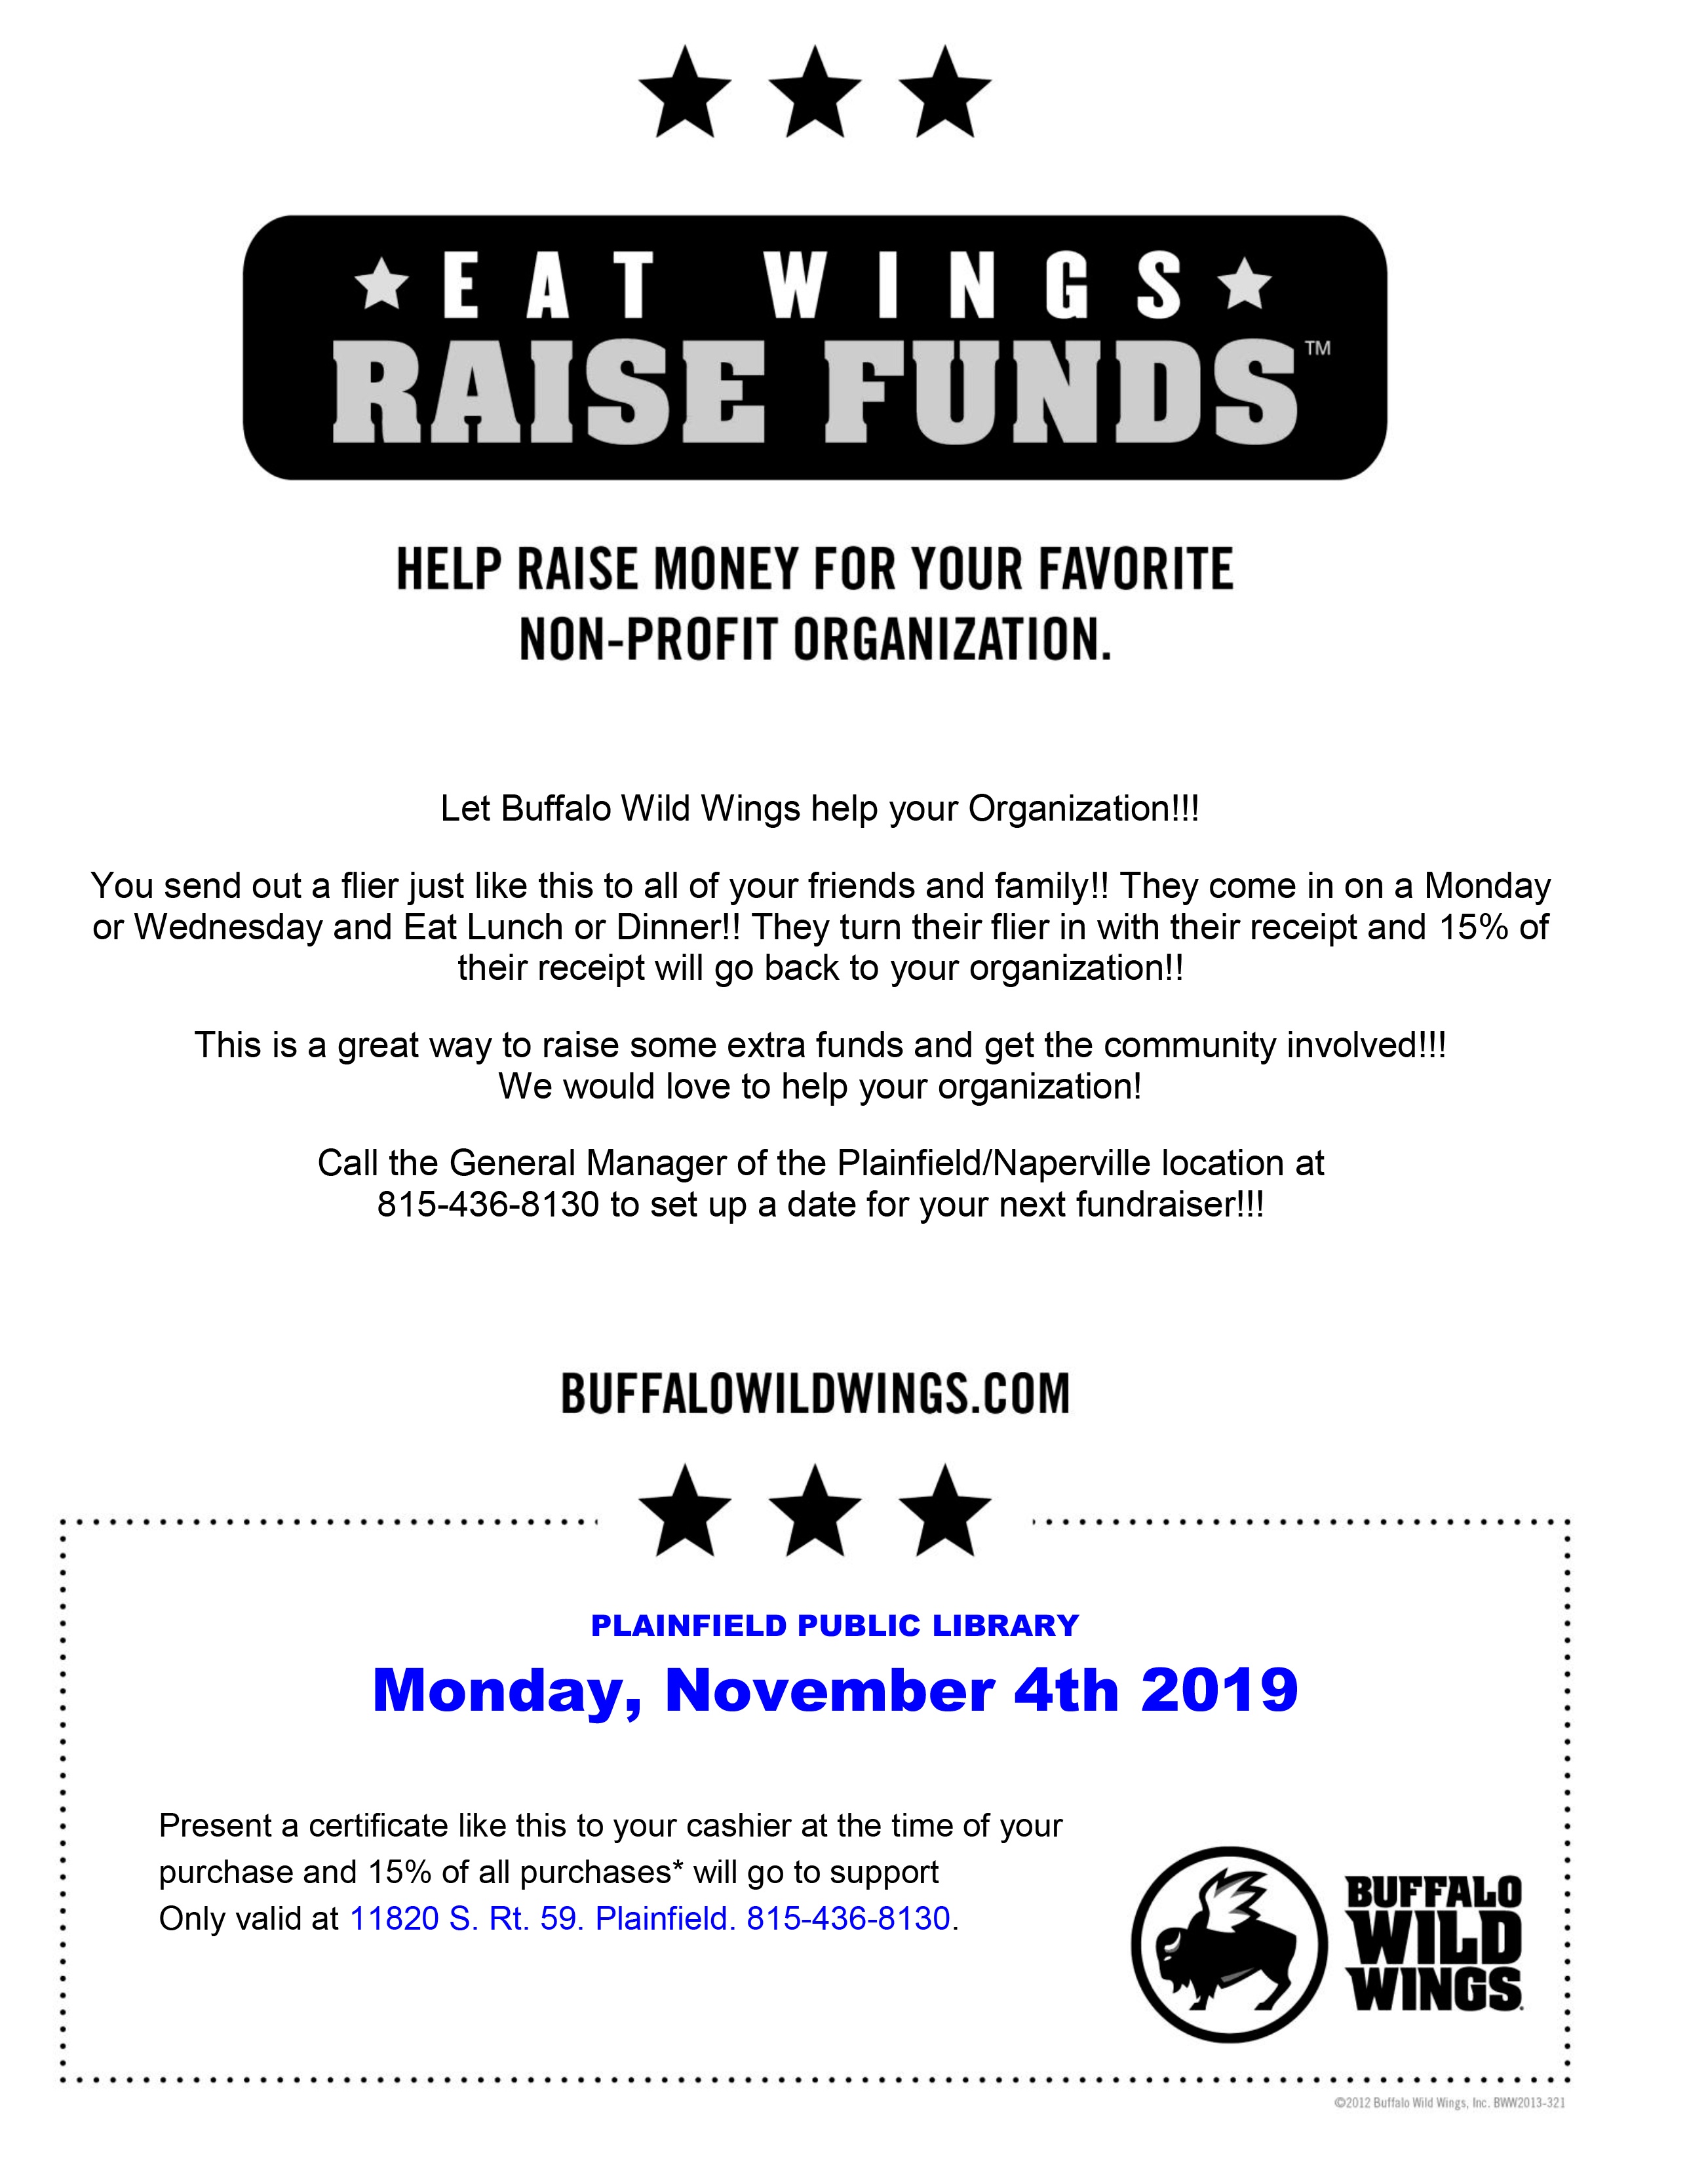 EAT WINGS
RAISE FUNDS™
HELP RAISE MONEY FOR YOUR FAVORITE
NON-PROFIT ORGANIZATION.
Let Buffalo Wild Wings help your Organization!!!
You send out a flier just like this to all of your friends and family!! They come in on a Monday
or Wednesday and Eat Lunch or Dinner!! They turn their flier in with their receipt and 15% of
their receipt will go back to your organization!!
This is a great way to raise some extra funds and get the community involved!!!
We would love to help your organization!
Call the General Manager of the Plainfield/Naperville location at
815-436-8130 to set up a date for your next fundraiser!!!
BUFFALOWILDWINGS.COM
PLAINFIELD PUBLIC LIBRARY
Monday, November 4th 2019
Present a certificate like this to your cashier at the time of your
purchase and 15% of all purchases* will go to support
Only valid at 11820 S. Rt. 59. Plainfield. 815-436-8130.
BUFFALO
WILD
WINGS
©2012 Buffalo Wild Wings, Inc. BWW2013-321